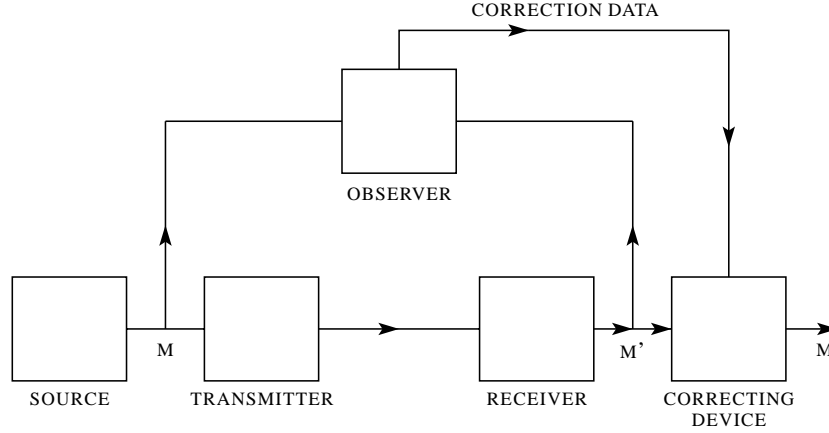 CORRECTION DATA
OBSERVER
M
M'
M
SOURCE
TRANSMITTER
RECEIVER
CORRECTING
DEVICE